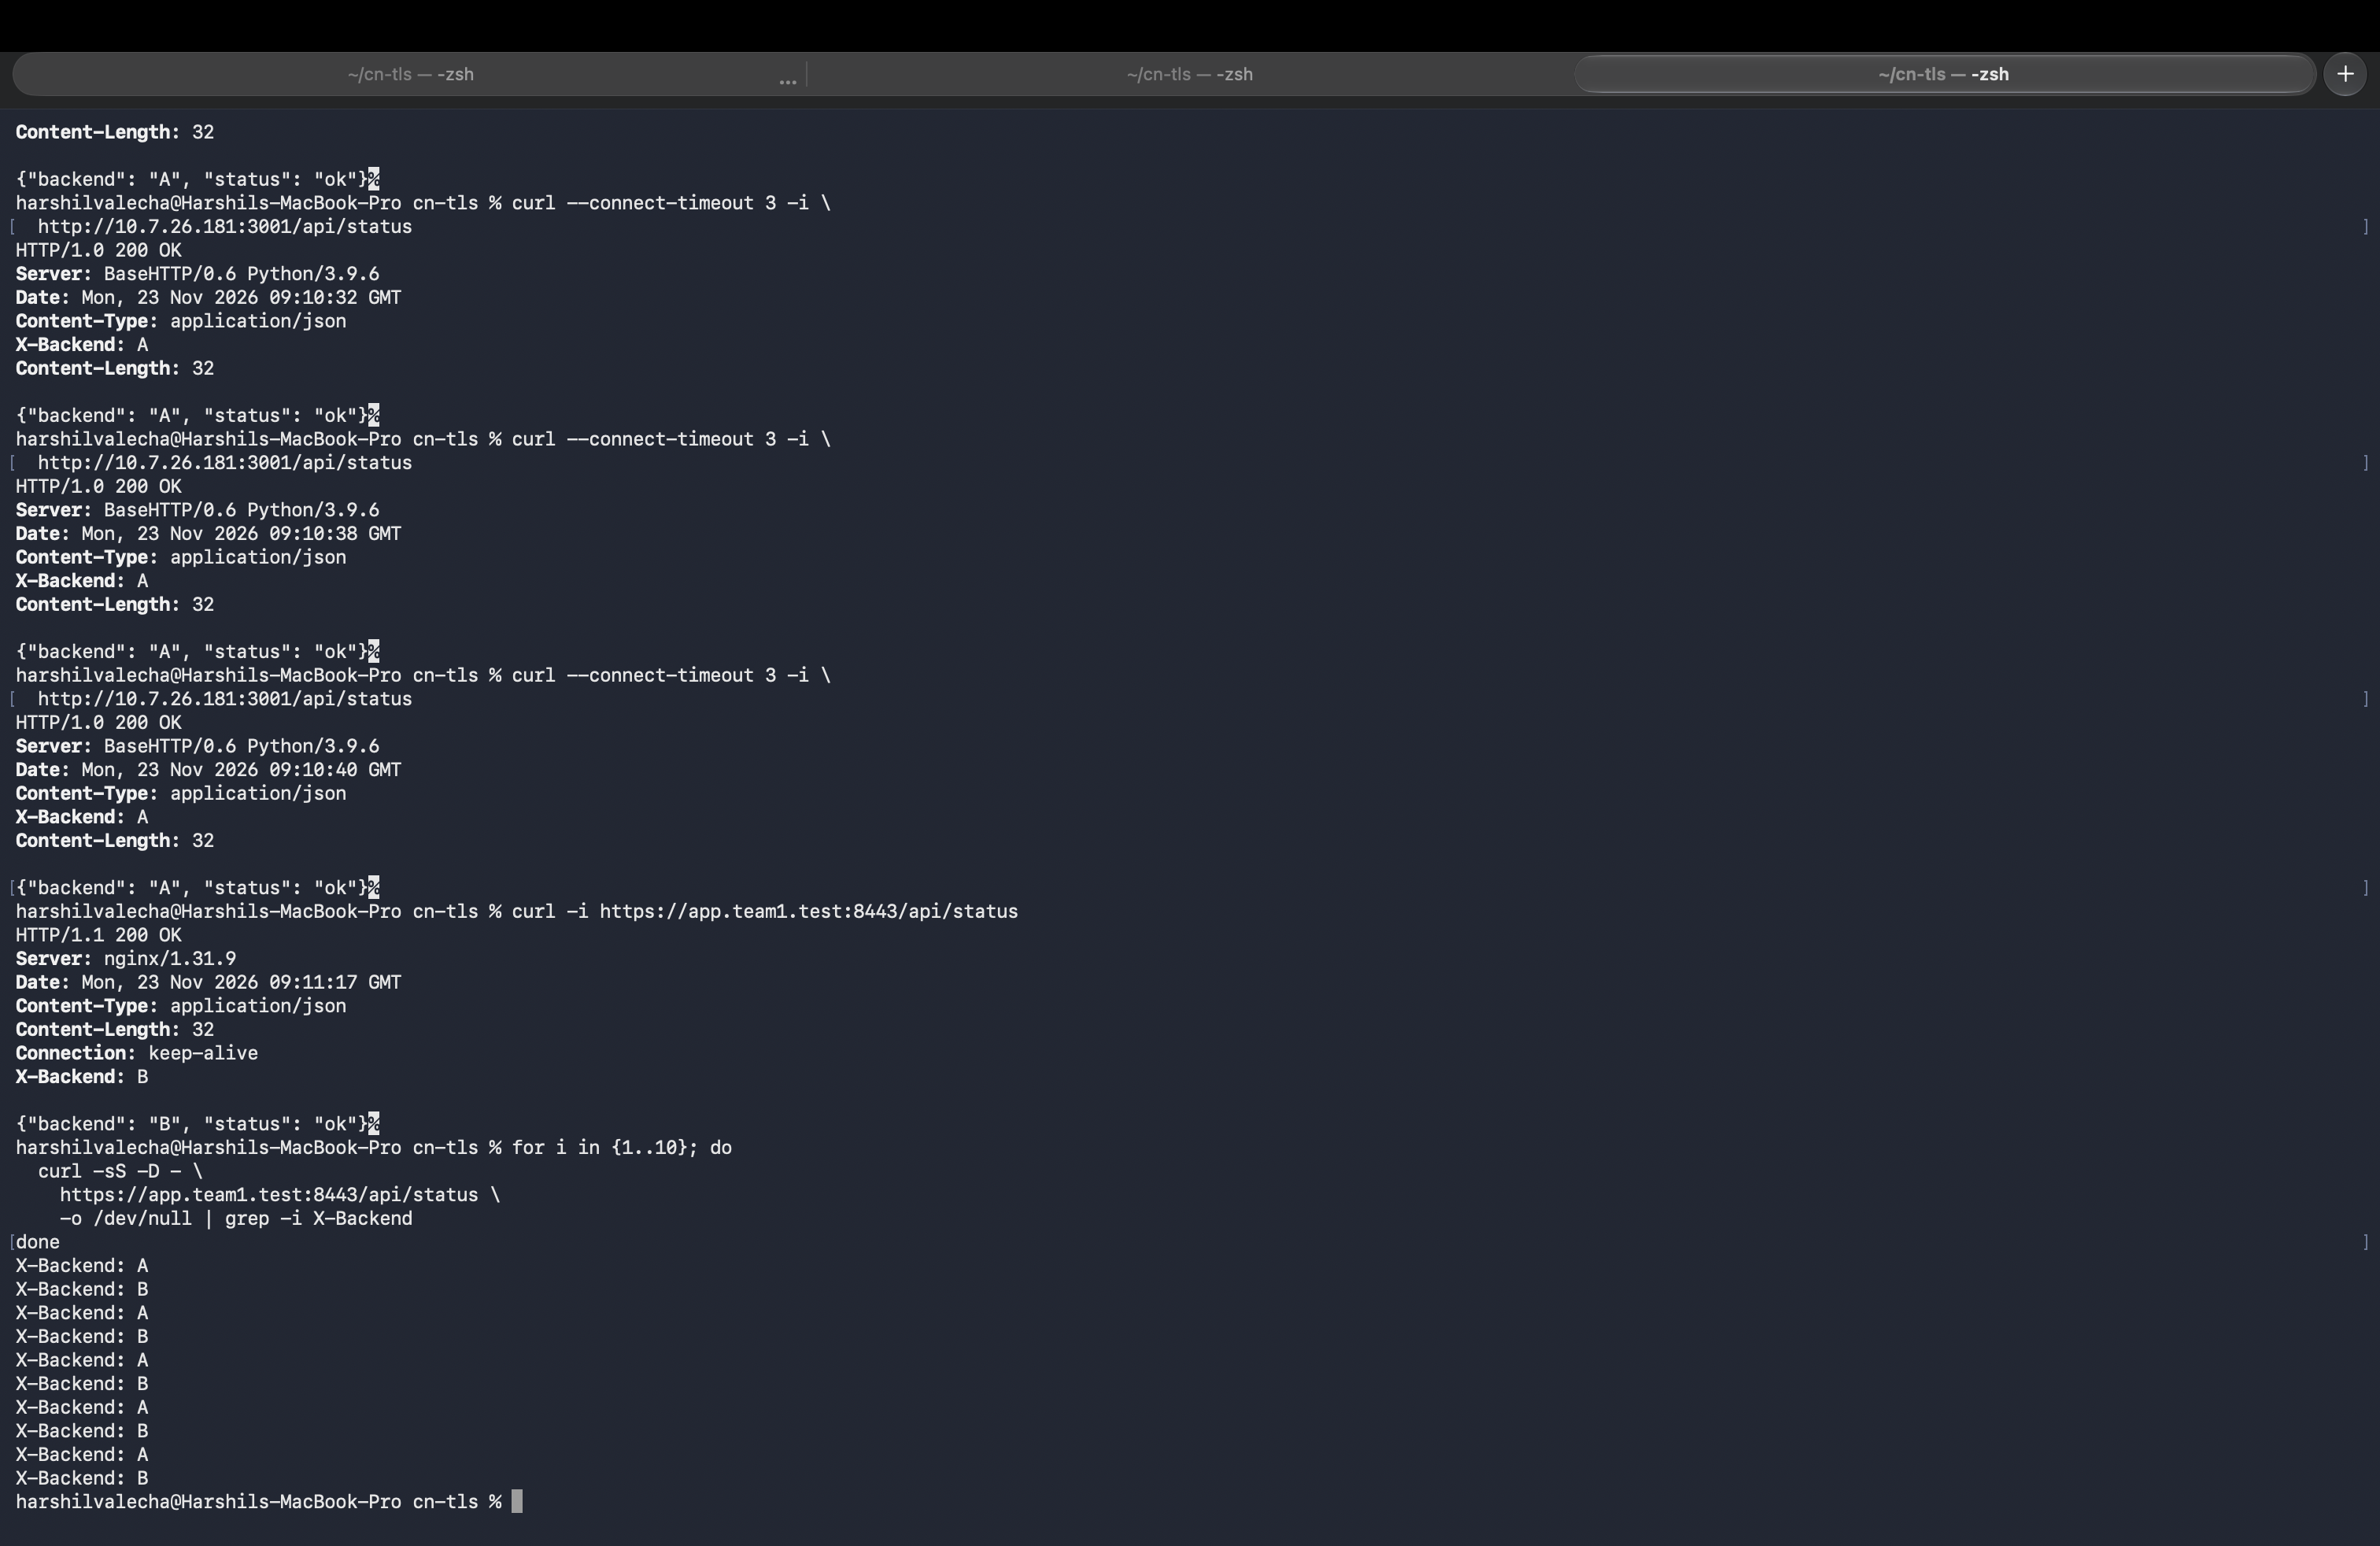 ~/cn-tls — -zsh ... ~/cn-tls — -zsh ~/cn-tls — -zsh +
Content-Length: 32
{"backend": "A", "status": "ok"}%
harshilvalecha@Harshils-MacBook-Pro cn-tls % curl --connect-timeout 3 -i \
[  http://10.7.26.181:3001/api/status ]
HTTP/1.0 200 OK
Server: BaseHTTP/0.6 Python/3.9.6
Date: Mon, 23 Nov 2026 09:10:32 GMT
Content-Type: application/json
X-Backend: A
Content-Length: 32
{"backend": "A", "status": "ok"}%
harshilvalecha@Harshils-MacBook-Pro cn-tls % curl --connect-timeout 3 -i \
[  http://10.7.26.181:3001/api/status ]
HTTP/1.0 200 OK
Server: BaseHTTP/0.6 Python/3.9.6
Date: Mon, 23 Nov 2026 09:10:38 GMT
Content-Type: application/json
X-Backend: A
Content-Length: 32
{"backend": "A", "status": "ok"}%
harshilvalecha@Harshils-MacBook-Pro cn-tls % curl --connect-timeout 3 -i \
[  http://10.7.26.181:3001/api/status ]
HTTP/1.0 200 OK
Server: BaseHTTP/0.6 Python/3.9.6
Date: Mon, 23 Nov 2026 09:10:40 GMT
Content-Type: application/json
X-Backend: A
Content-Length: 32
[{"backend": "A", "status": "ok"}% ]
harshilvalecha@Harshils-MacBook-Pro cn-tls % curl -i https://app.team1.test:8443/api/status
HTTP/1.1 200 OK
Server: nginx/1.31.9
Date: Mon, 23 Nov 2026 09:11:17 GMT
Content-Type: application/json
Content-Length: 32
Connection: keep-alive
X-Backend: B
{"backend": "B", "status": "ok"}%
harshilvalecha@Harshils-MacBook-Pro cn-tls % for i in {1..10}; do
  curl -sS -D - \
    https://app.team1.test:8443/api/status \
    -o /dev/null | grep -i X-Backend
[done ]
X-Backend: A
X-Backend: B
X-Backend: A
X-Backend: B
X-Backend: A
X-Backend: B
X-Backend: A
X-Backend: B
X-Backend: A
X-Backend: B
harshilvalecha@Harshils-MacBook-Pro cn-tls %